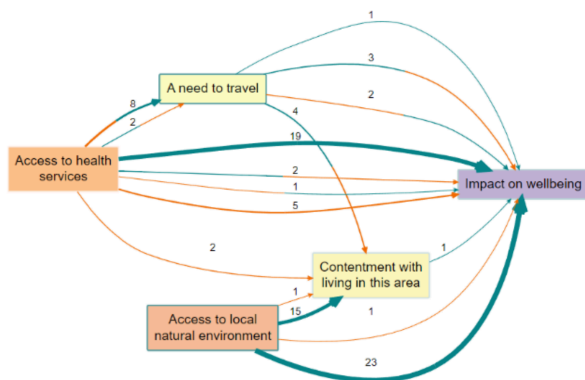 1
3
8
A need to travel
2
2
4
19
Access to health
services
2
Impact on wellbeing
1
5
2
1
Contentment with
living in this area
1
15
Access to local
natural environment
1
23